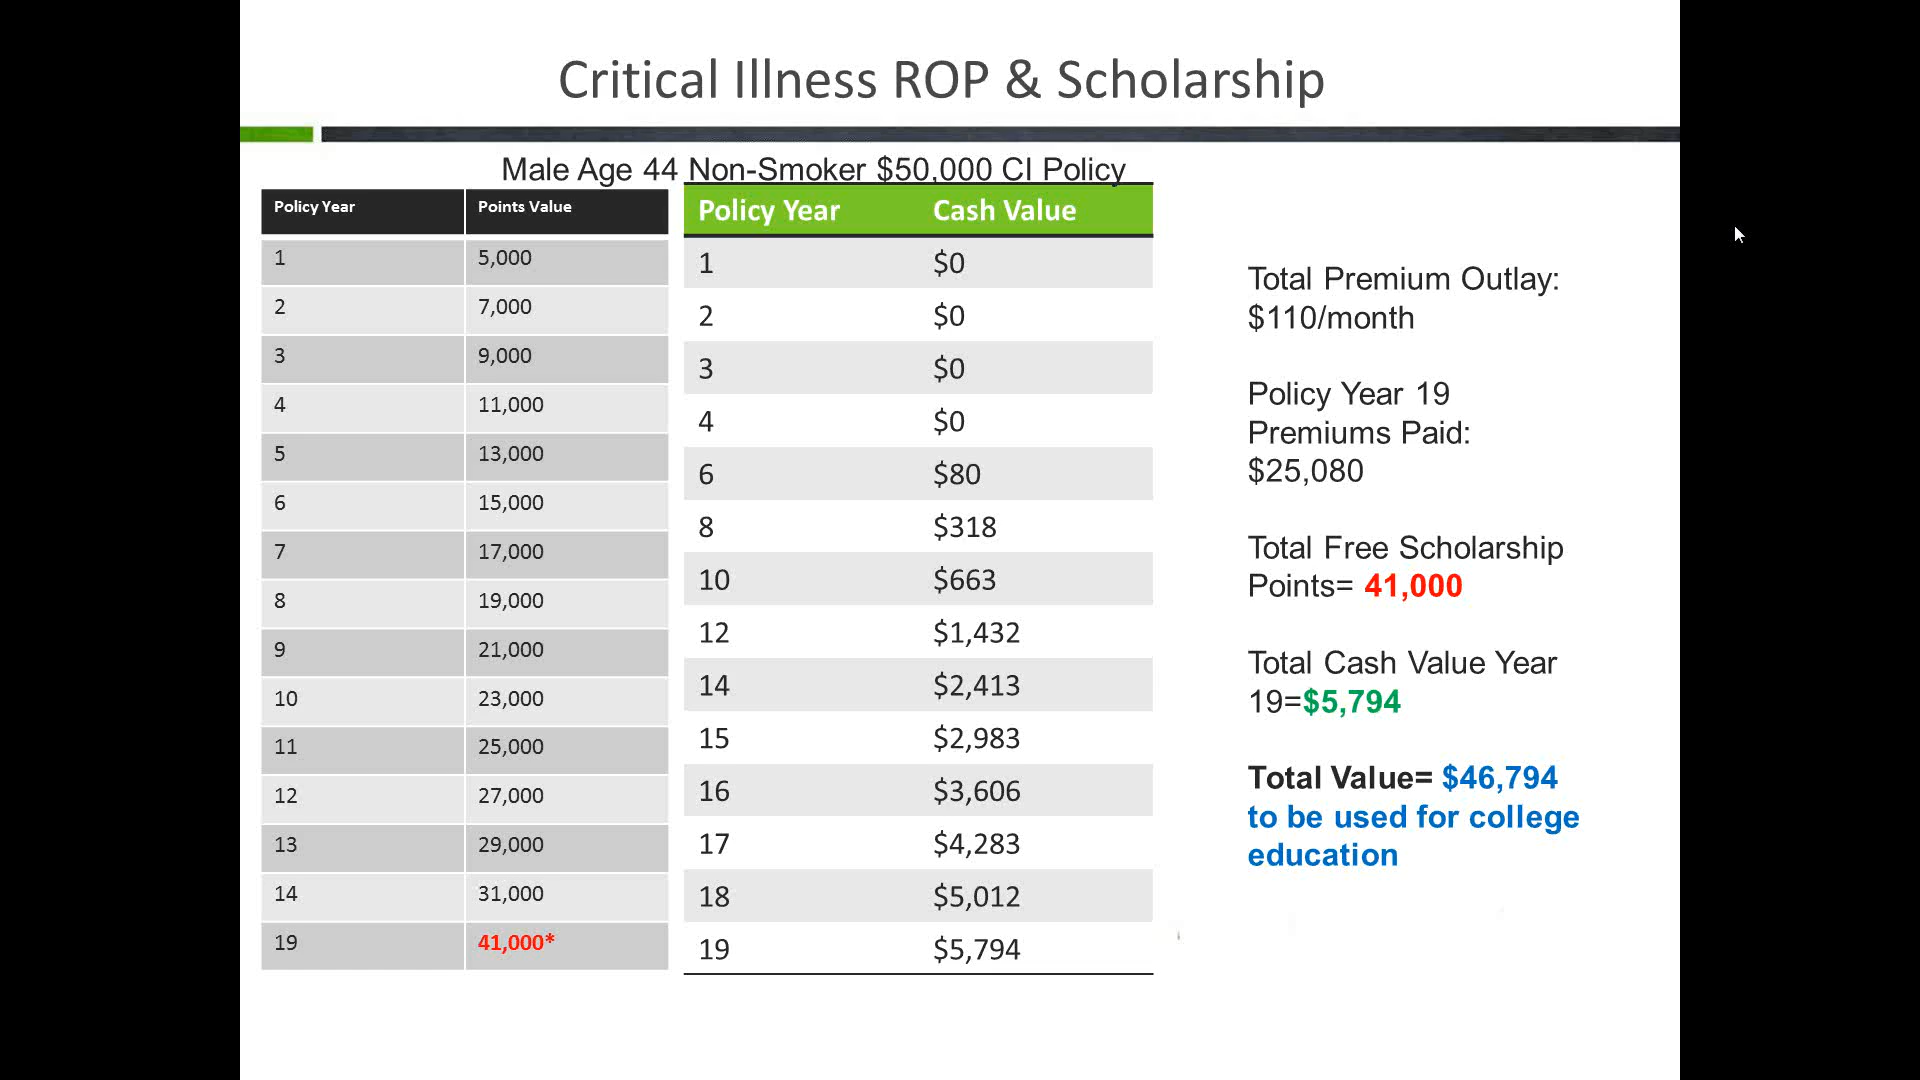 Critical Illness ROP & Scholarship
Male Age 44 Non-Smoker $50,000 CI Policy
Policy Year Points Value
1 5,000
2 7,000
3 9,000
4 11,000
5 13,000
6 15,000
7 17,000
8 19,000
9 21,000
10 23,000
11 25,000
12 27,000
13 29,000
14 31,000
19 41,000*
Policy Year Cash Value
1 $0
2 $0
3 $0
4 $0
6 $80
8 $318
10 $663
12 $1,432
14 $2,413
15 $2,983
16 $3,606
17 $4,283
18 $5,012
19 $5,794
Total Premium Outlay:
$110/month
Policy Year 19
Premiums Paid:
$25,080
Total Free Scholarship
Points= 41,000
Total Cash Value Year
19=$5,794
Total Value= $46,794
to be used for college
education